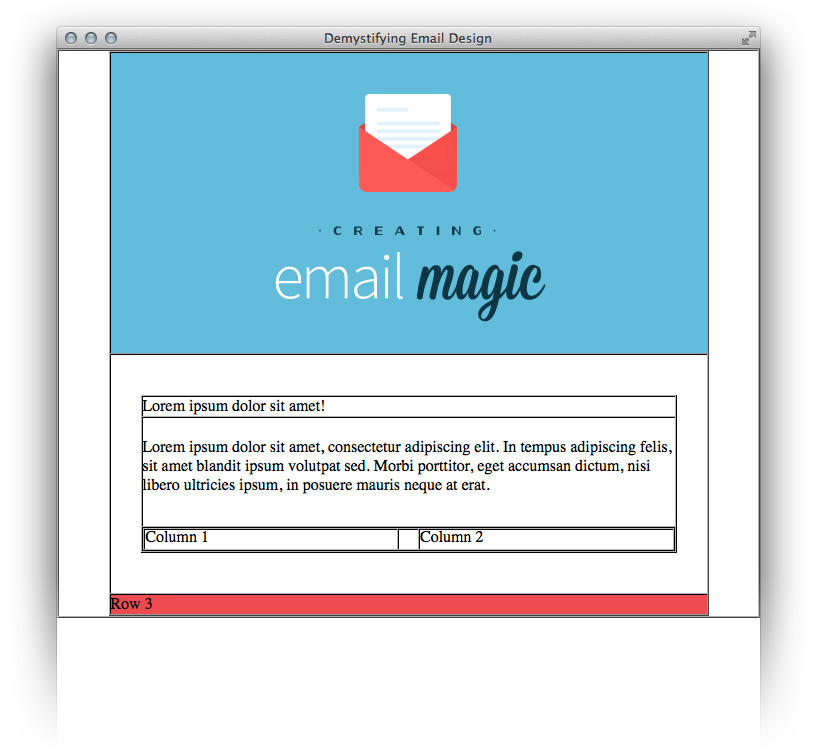 Demystifying Email Design
· CREATING ·
email magic
Lorem ipsum dolor sit amet!
Lorem ipsum dolor sit amet, consectetur adipiscing elit. In tempus adipiscing felis,
sit amet blandit ipsum volutpat sed. Morbi porttitor, eget accumsan dictum, nisi
libero ultricies ipsum, in posuere mauris neque at erat.
Column 1 Column 2
Row 3